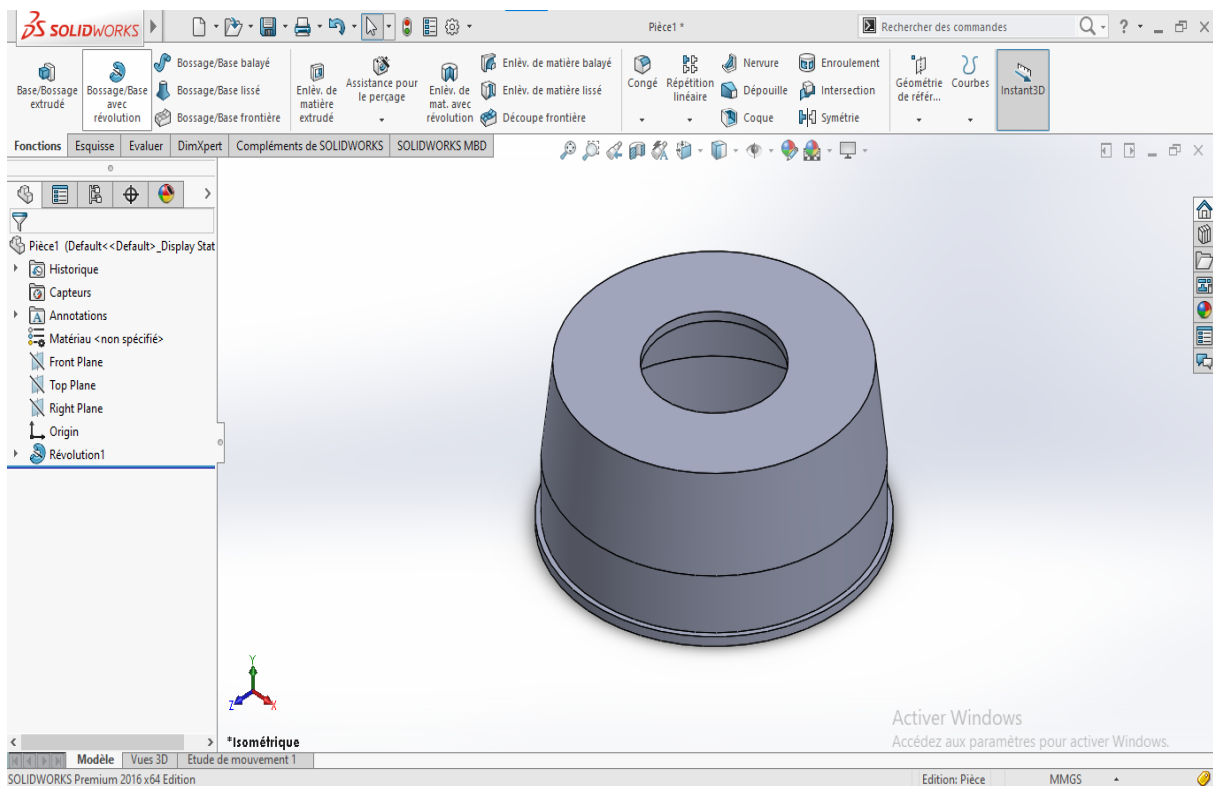 SOLIDWORKS
Pièce1 *
Rechercher des commandes
Base/Bossage extrudé
Bossage/Base avec révolution
Bossage/Base balayé
Bossage/Base lissé
Bossage/Base frontière
Enlèv. de matière extrudé
Assistance pour le perçage
Enlèv. de mat. avec révolution
Enlèv. de matière balayé
Enlèv. de matière lissé
Découpe frontière
Congé
Répétition linéaire
Nervure
Dépouille
Coque
Enroulement
Intersection
Symétrie
Géométrie de référ...
Courbes
Instant3D
Fonctions Esquisse Evaluer DimXpert Compléments de SOLIDWORKS SOLIDWORKS MBD
Pièce1 (Default<<Default>_Display Stat
Historique
Capteurs
Annotations
Matériau <non spécifié>
Front Plane
Top Plane
Right Plane
Origin
Révolution1
Y
Z X
*Isométrique
Activer Windows
Accédez aux paramètres pour activer Windows.
Modèle Vues 3D Etude de mouvement 1
SOLIDWORKS Premium 2016 x64 Edition
Edition: Pièce MMGS